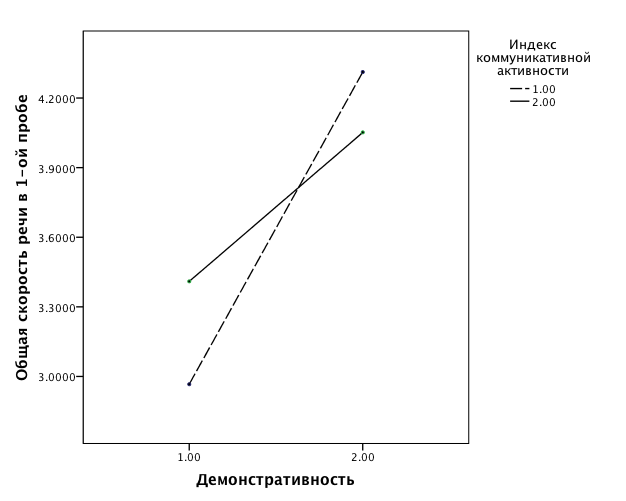 Индекс
коммуникативной
активности
1.00
2.00
Общая скорость речи в 1-ой пробе
4.2000
3.9000
3.6000
3.3000
3.0000
1.00
2.00
Демонстративность